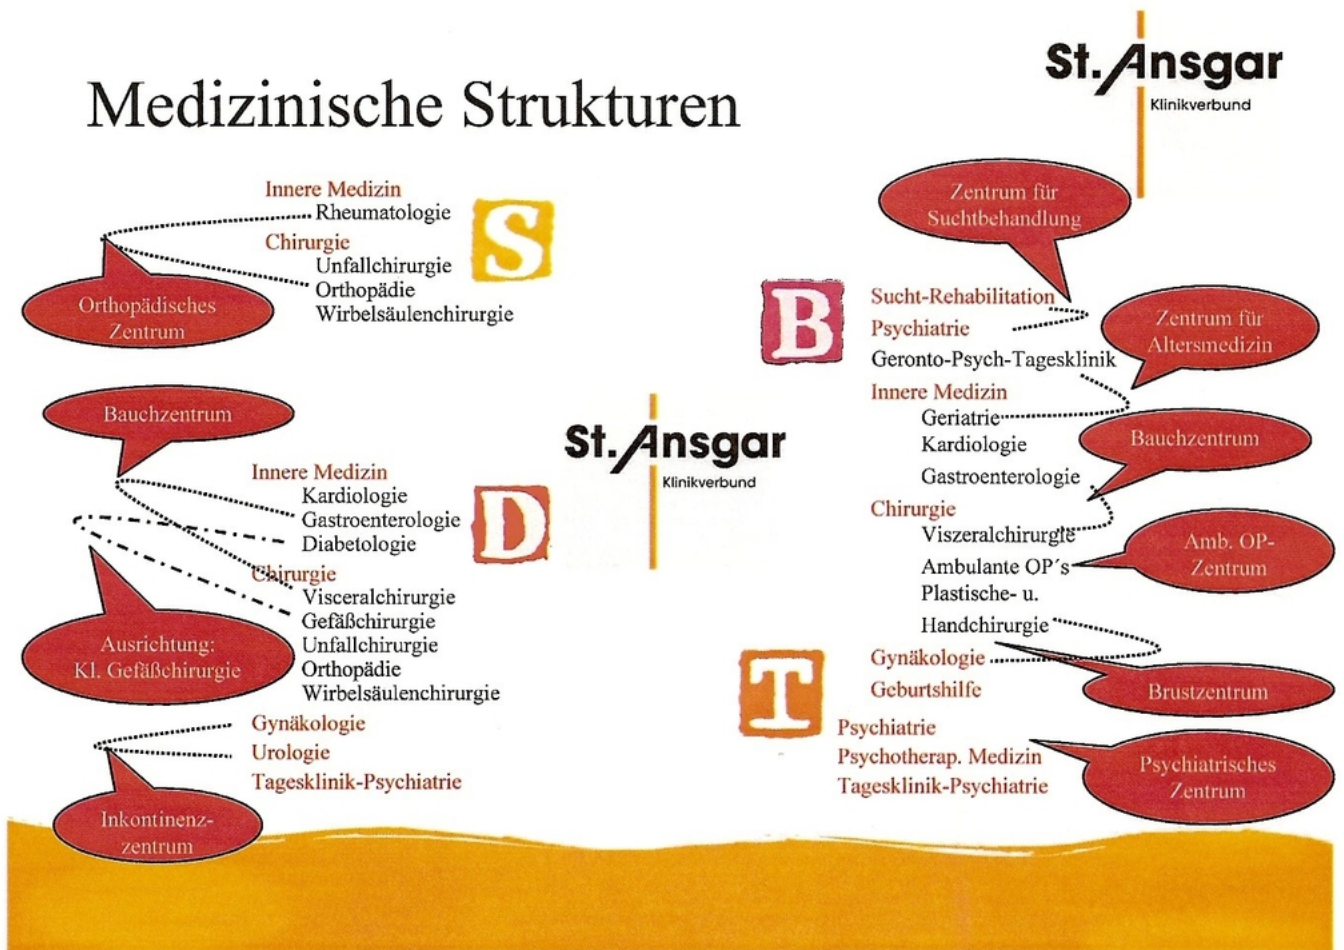 Medizinische Strukturen
St. Ansgar
Klinikverbund
Innere Medizin
Rheumatologie
Chirurgie
Unfallchirurgie
Orthopädie
Wirbelsäulenchirurgie
S
Orthopädisches
Zentrum
Bauchzentrum
Innere Medizin
Kardiologie
Gastroenterologie
Diabetologie
D
Chirurgie
Visceralchirurgie
Gefäßchirurgie
Unfallchirurgie
Orthopädie
Wirbelsäulenchirurgie
Ausrichtung:
Kl. Gefäßchirurgie
Gynäkologie
Urologie
Tagesklinik-Psychiatrie
Inkontinenz-
zentrum
St. Ansgar
Klinikverbund
Zentrum für
Suchtbehandlung
B
Sucht-Rehabilitation
Psychiatrie
Geronto-Psych-Tagesklinik
Zentrum für
Altersmedizin
Innere Medizin
Geriatrie
Kardiologie
Gastroenterologie
Bauchzentrum
Chirurgie
Viszeralchirurgie
Ambulante OP´s
Plastische- u.
Handchirurgie
Amb. OP-
Zentrum
Gynäkologie
Geburtshilfe
Brustzentrum
T
Psychiatrie
Psychotherap. Medizin
Tagesklinik-Psychiatrie
Psychiatrisches
Zentrum